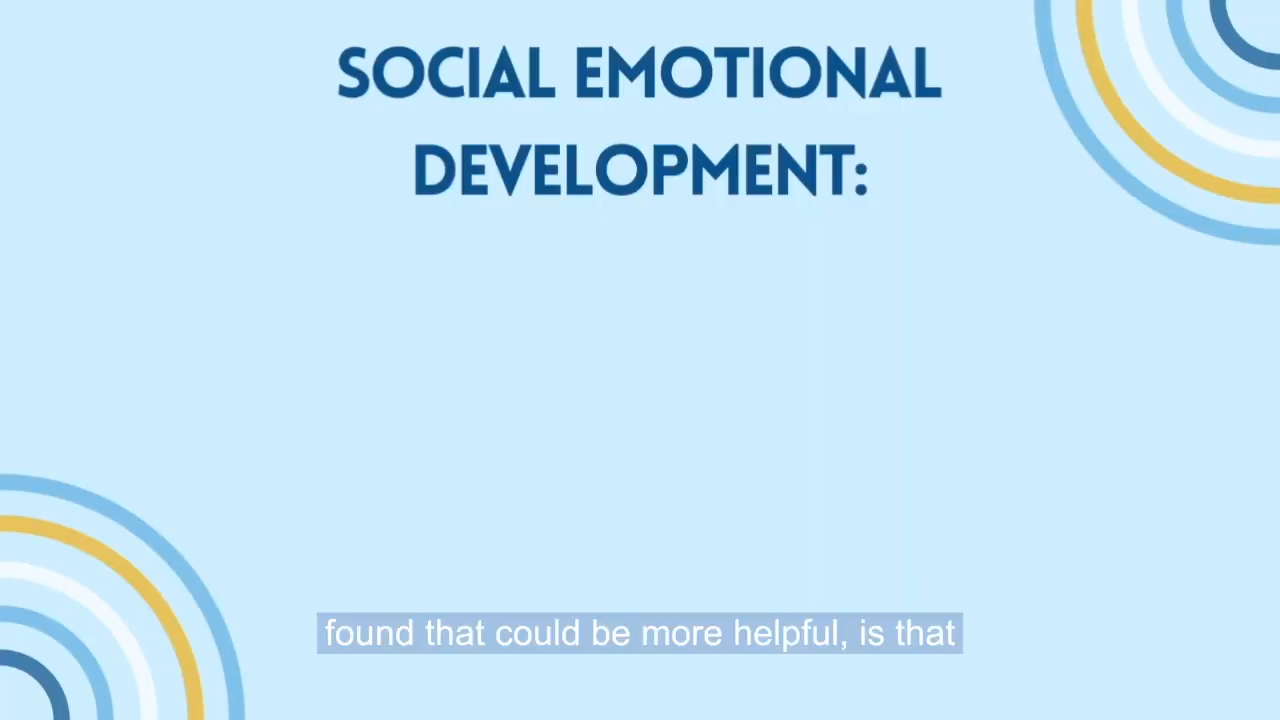 SOCIAL EMOTIONAL
DEVELOPMENT:
found that could be more helpful, is that